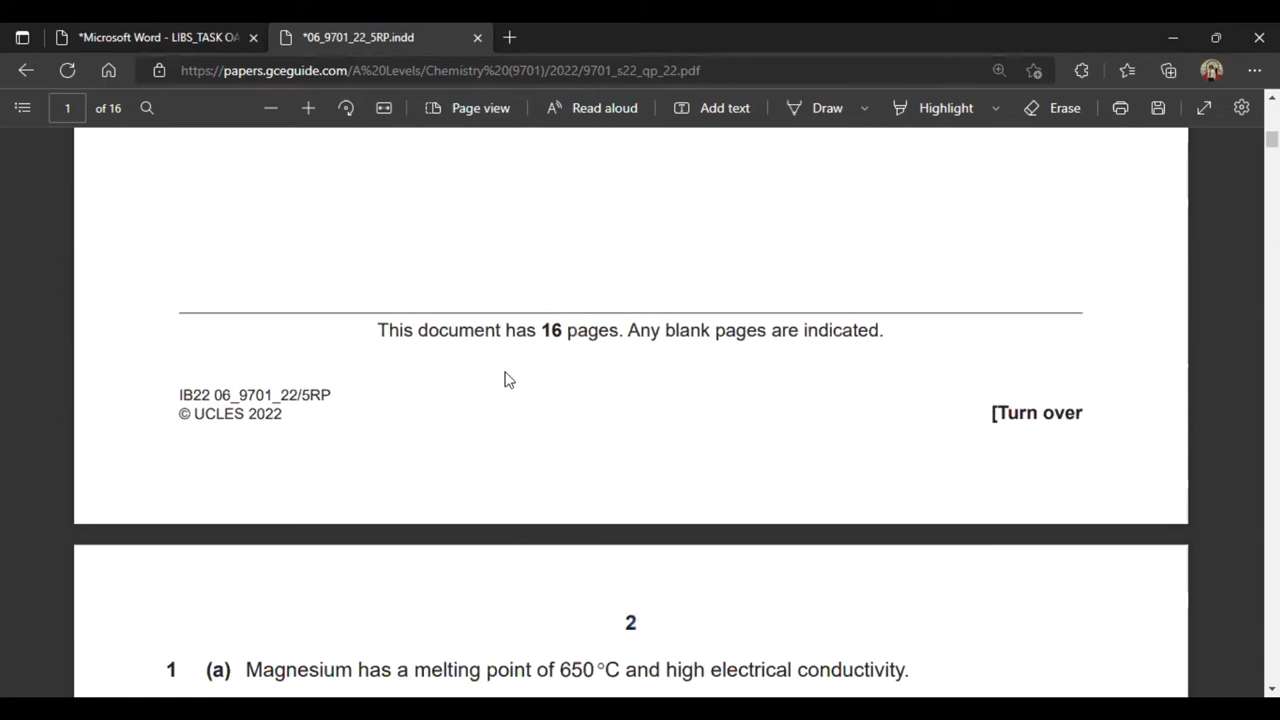 *Microsoft Word - LIBS_TASK OA
*06_9701_22_5RP.indd
https://papers.gceguide.com/A%20Levels/Chemistry%20(9701)/2022/9701_s22_qp_22.pdf
1 of 16 Page view Read aloud Add text Draw Highlight Erase
This document has 16 pages. Any blank pages are indicated.
IB22 06_9701_22/5RP
© UCLES 2022
[Turn over
2
1 (a) Magnesium has a melting point of 650 °C and high electrical conductivity.